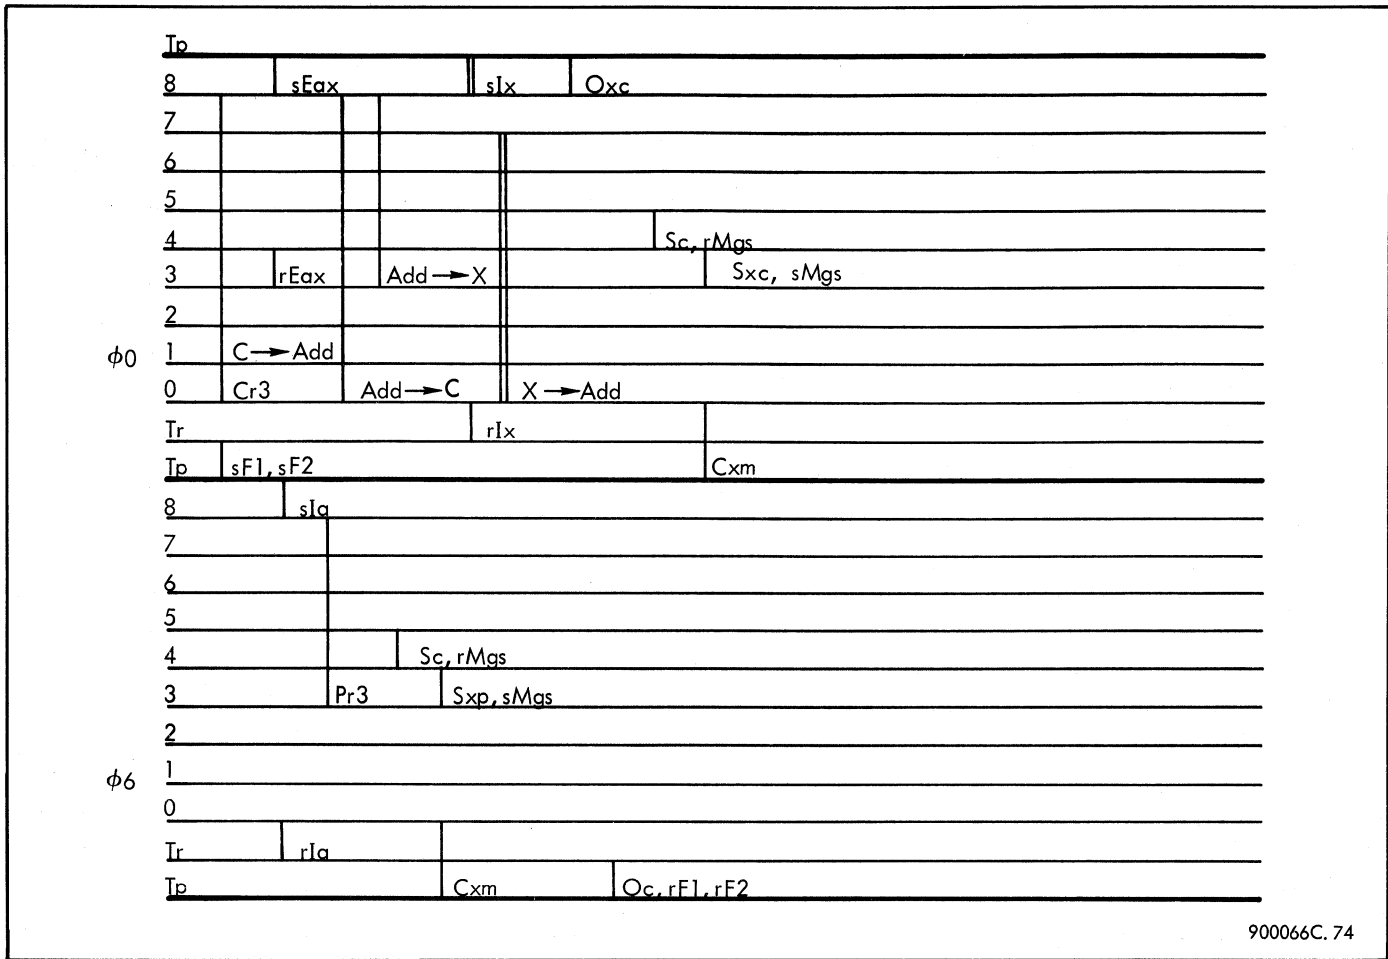 Tp
8 sEax sIx Oxc
7
6
5
4 Sc, rMgs
3 rEax Add→X Sxc, sMgs
2
ϕ0 1 C→Add
0 Cr3 Add→C X→Add
Tr rIx
Tp sF1, sF2 Cxm
8 sIa
7
6
5
4 Sc, rMgs
3 Pr3 Sxp, sMgs
2
ϕ6 1
0
Tr rIa
Tp Cxm Oc, rF1, rF2
900066C. 74